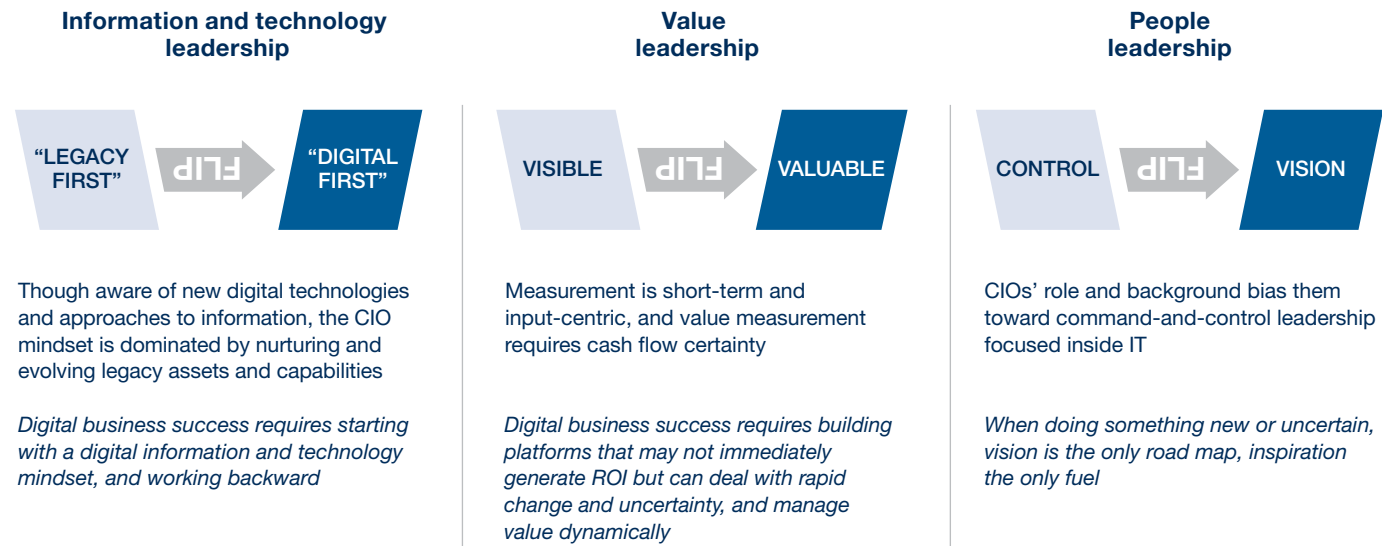 Information and technology
leadership
“LEGACY
FIRST”
FLIP
“DIGITAL
FIRST”
Though aware of new digital technologies
and approaches to information, the CIO
mindset is dominated by nurturing and
evolving legacy assets and capabilities
Digital business success requires starting
with a digital information and technology
mindset, and working backward
Value
leadership
VISIBLE
FLIP
VALUABLE
Measurement is short-term and
input-centric, and value measurement
requires cash flow certainty
Digital business success requires building
platforms that may not immediately
generate ROI but can deal with rapid
change and uncertainty, and manage
value dynamically
People
leadership
CONTROL
FLIP
VISION
CIOs’ role and background bias them
toward command-and-control leadership
focused inside IT
When doing something new or uncertain,
vision is the only road map, inspiration
the only fuel